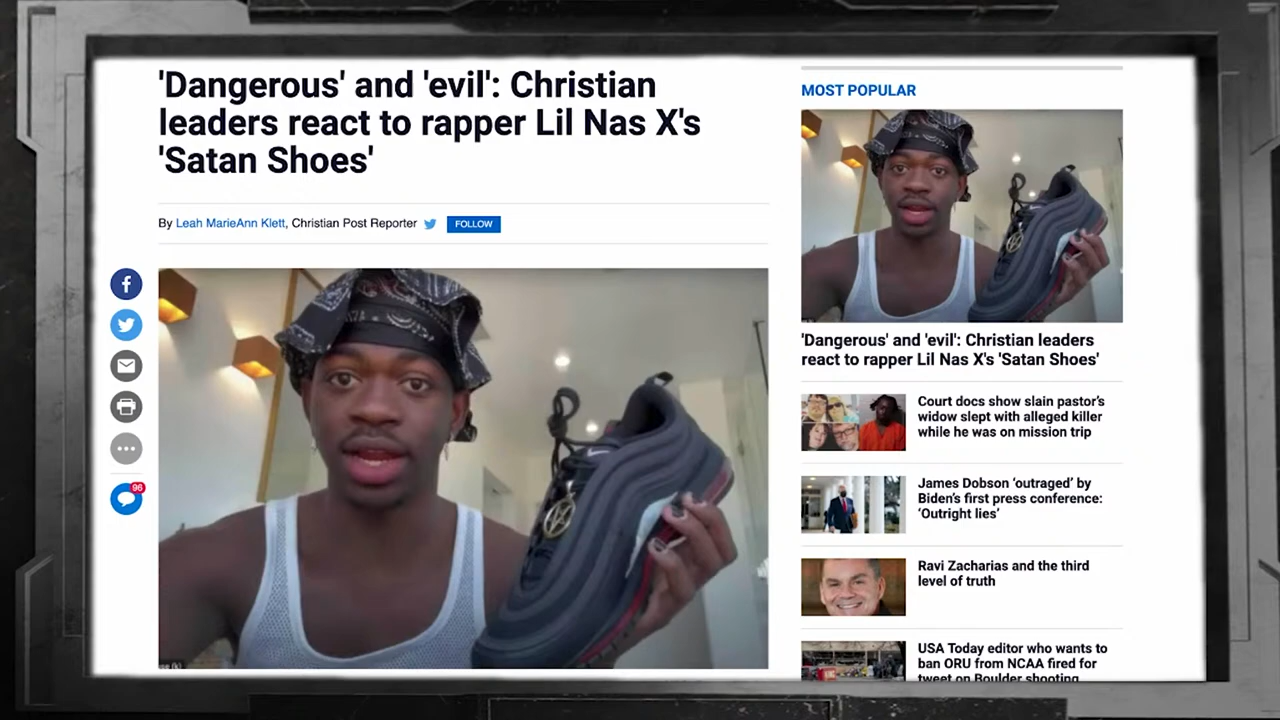 'Dangerous' and 'evil': Christian
leaders react to rapper Lil Nas X's
'Satan Shoes'
By Leah MarieAnn Klett, Christian Post Reporter
FOLLOW
96
MOST POPULAR
'Dangerous' and 'evil': Christian leaders
react to rapper Lil Nas X's 'Satan Shoes'
Court docs show slain pastor's
widow slept with alleged killer
while he was on mission trip
James Dobson 'outraged' by
Biden's first press conference:
'Outright lies'
Ravi Zacharias and the third
level of truth
USA Today editor who wants to
ban ORU from NCAA fired for
tweet on Boulder shooting